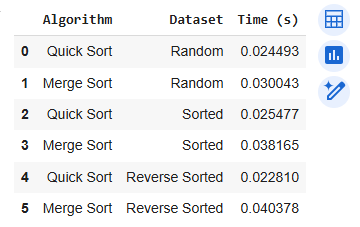 Algorithm Dataset Time (s)
0 Quick Sort Random 0.024493
1 Merge Sort Random 0.030043
2 Quick Sort Sorted 0.025477
3 Merge Sort Sorted 0.038165
4 Quick Sort Reverse Sorted 0.022810
5 Merge Sort Reverse Sorted 0.040378